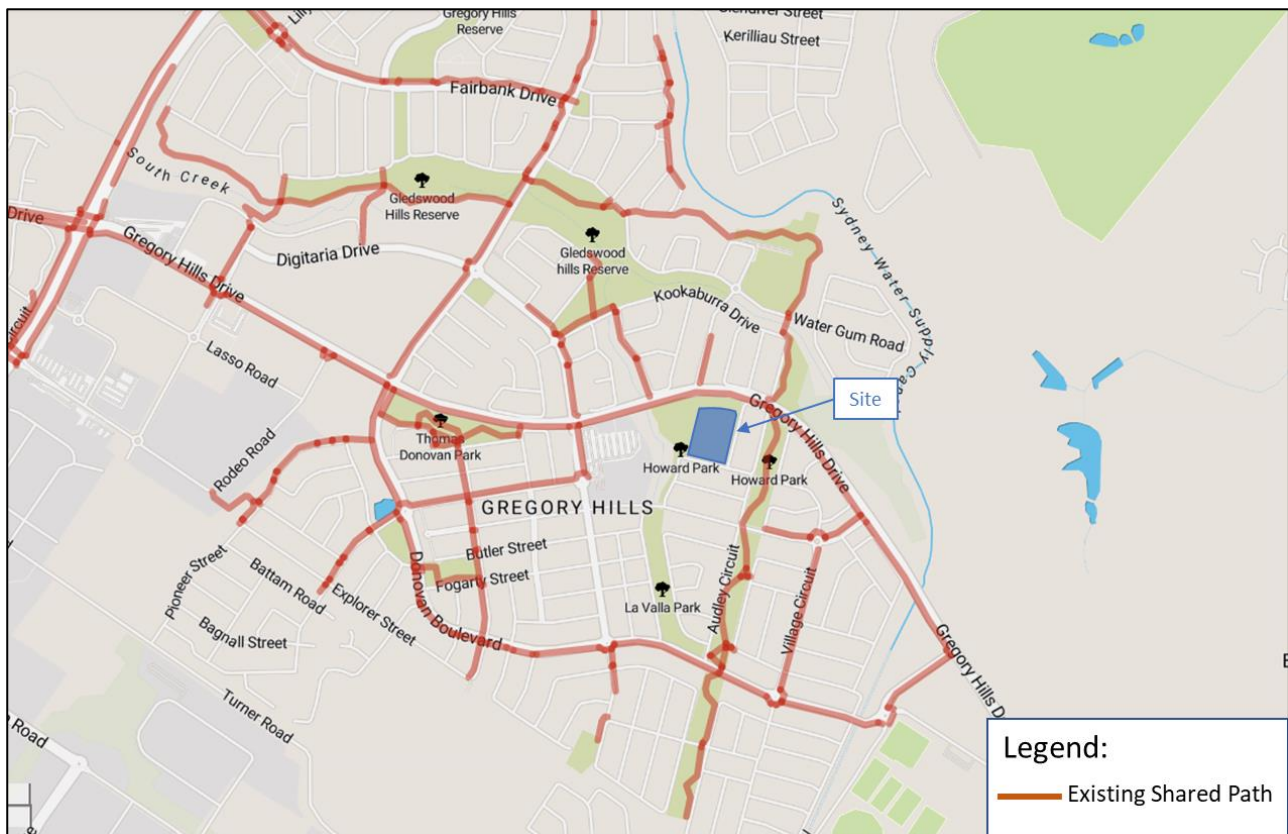 Gregory Hills
Reserve
Kerilliau Street
Fairbank Drive
South Creek
Gledswood
Hills Reserve
Drive
Gregory Hills Drive
Digitaria Drive
Gledswood
hills Reserve
Sydney Water Supply
Kookaburra Drive
Water Gum Road
Circuit
Lasso Road
Site
Gregory Hills Drive
Thomas
Donovan Park
Howard Park
Howard Park
Rodeo Road
GREGORY HILLS
Butler Street
Fogarty Street
Pioneer Street
Battam Road
Explorer Street
Donovan Boulevard
La Valla Park
Audley Circuit
Village Circuit
Bagnall Street
Gregory Hills D
Turner Road
Road
Legend:
Existing Shared Path